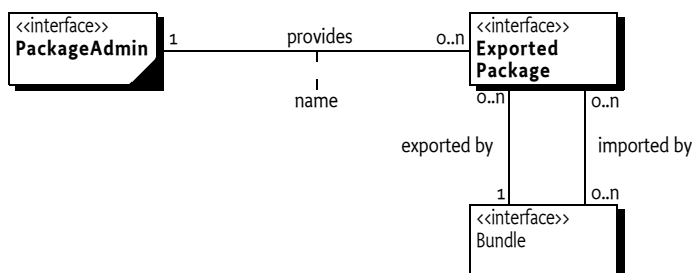 <<interface>>
PackageAdmin
1
provides
0..n
name
<<interface>>
Exported
Package
0..n
0..n
exported by
imported by
1
0..n
<<interface>>
Bundle